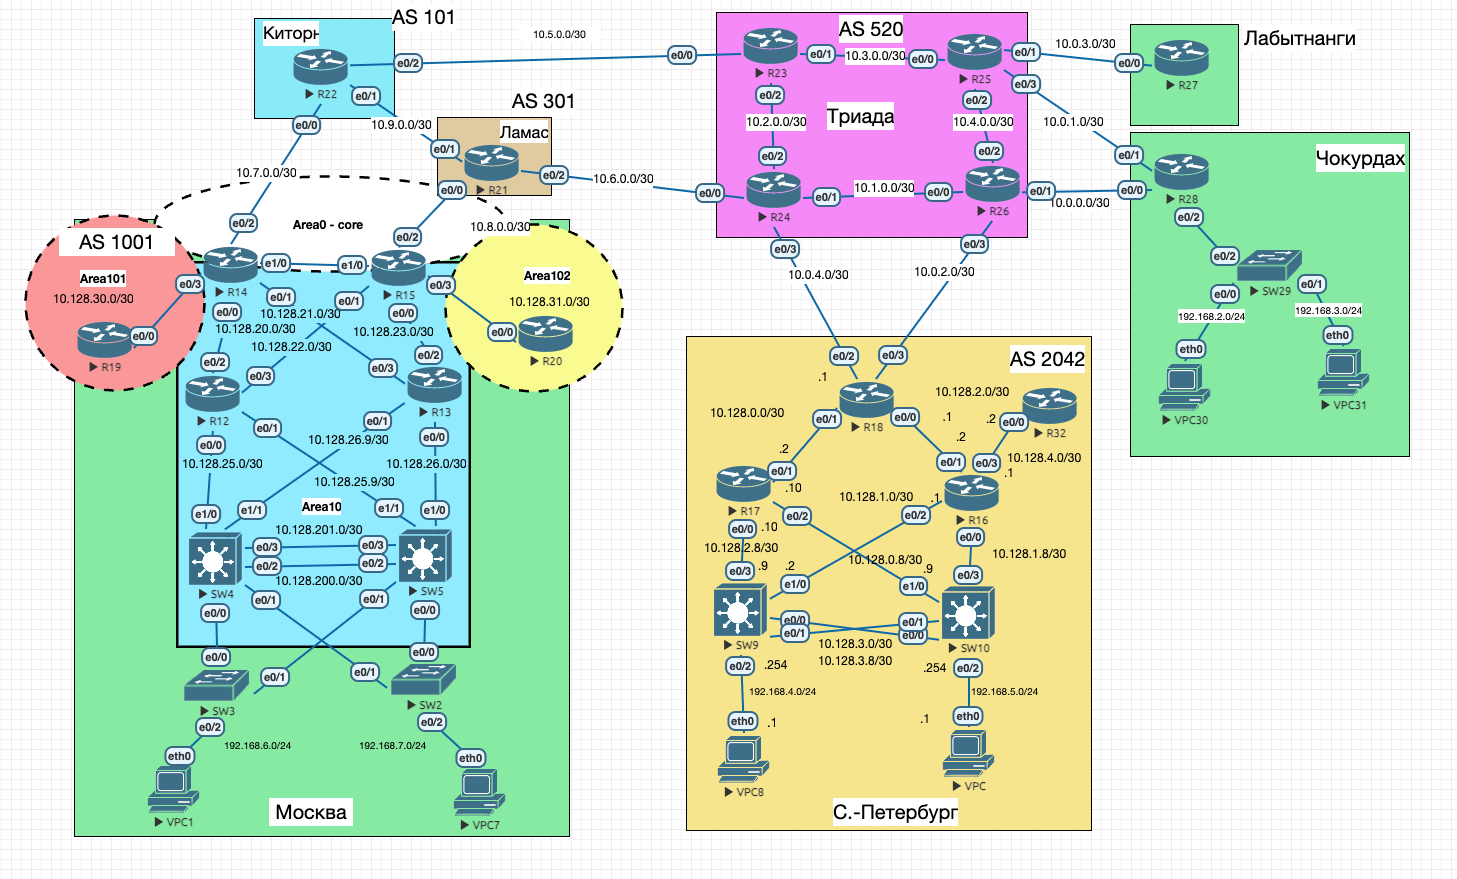 AS 101
Киторн
R22
e0/2
e0/1
e0/0
10.5.0.0/30
10.9.0.0/30
10.7.0.0/30
AS 301
Ламас
e0/1
R21
e0/2
e0/0
10.6.0.0/30
10.8.0.0/30
AS 520
Триада
e0/0
R23
e0/1
e0/2
10.3.0.0/30
e0/0
R25
e0/1
e0/3
e0/2
10.2.0.0/30
10.4.0.0/30
e0/2
e0/2
e0/0
R24
e0/1
e0/3
10.1.0.0/30
e0/0
R26
e0/1
e0/3
10.0.3.0/30
10.0.1.0/30
10.0.0.0/30
10.0.4.0/30
10.0.2.0/30
Лабытнанги
e0/0
R27
Чокурдах
e0/1
e0/0
R28
e0/2
e0/2
SW29
e0/0
e0/1
192.168.2.0/24
192.168.3.0/24
eth0
eth0
VPC30
VPC31
Area0 - core
AS 1001
Area101
10.128.30.0/30
e0/3
e0/0
R19
e0/2
R14
e1/0
e0/1
e0/0
e0/2
e1/0
R15
e0/1
e0/3
e0/0
Area102
10.128.31.0/30
e0/0
R20
10.128.21.0/30
10.128.20.0/30
10.128.23.0/30
10.128.22.0/30
e0/2
e0/3
R12
e0/1
e0/0
e0/2
e0/3
R13
e0/1
e0/0
10.128.26.9/30
10.128.25.0/30
10.128.26.0/30
10.128.25.9/30
Area10
e1/0
e1/1
e1/1
e1/0
10.128.201.0/30
e0/3
e0/3
e0/2
e0/2
10.128.200.0/30
SW4
SW5
e0/0
e0/1
e0/1
e0/0
e0/0
e0/1
e0/1
e0/0
SW3
SW2
e0/2
e0/2
192.168.6.0/24
192.168.7.0/24
eth0
eth0
VPC1
VPC7
Москва
AS 2042
e0/2
e0/3
.1
R18
e0/1
e0/0
10.128.0.0/30
.1
.2
10.128.2.0/30
.2
e0/0
R32
10.128.4.0/30
.2
e0/1
.10
R17
e0/2
e0/0
.10
e0/1
e0/3
.1
.1
R16
e0/2
e0/0
10.128.1.0/30
10.128.2.8/30
10.128.0.8/30
10.128.1.8/30
e0/3
.9
.2
e1/0
.9
e1/0
e0/3
SW9
SW10
e0/0
e0/1
e0/1
e0/0
10.128.3.0/30
10.128.3.8/30
e0/2
.254
.254
e0/2
192.168.4.0/24
192.168.5.0/24
eth0
.1
.1
eth0
VPC8
VPC
С.-Петербург